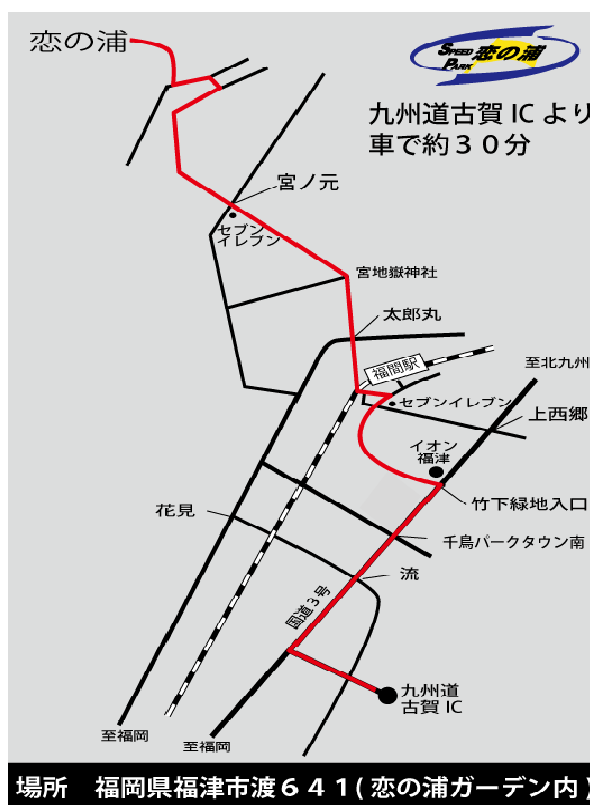 恋の浦
SPEED PARK 恋の浦
九州道古賀ICより
車で約３０分
宮ノ元
セブン
イレブン
宮地嶽神社
太郎丸
福間駅
至北九州
セブンイレブン
上西郷
イオン
福津
竹下緑地入口
花見
千鳥パークタウン南
流
国道３号
九州道
古賀IC
至福岡
至福岡
場所　福岡県福津市渡６４１(恋の浦ガーデン内)